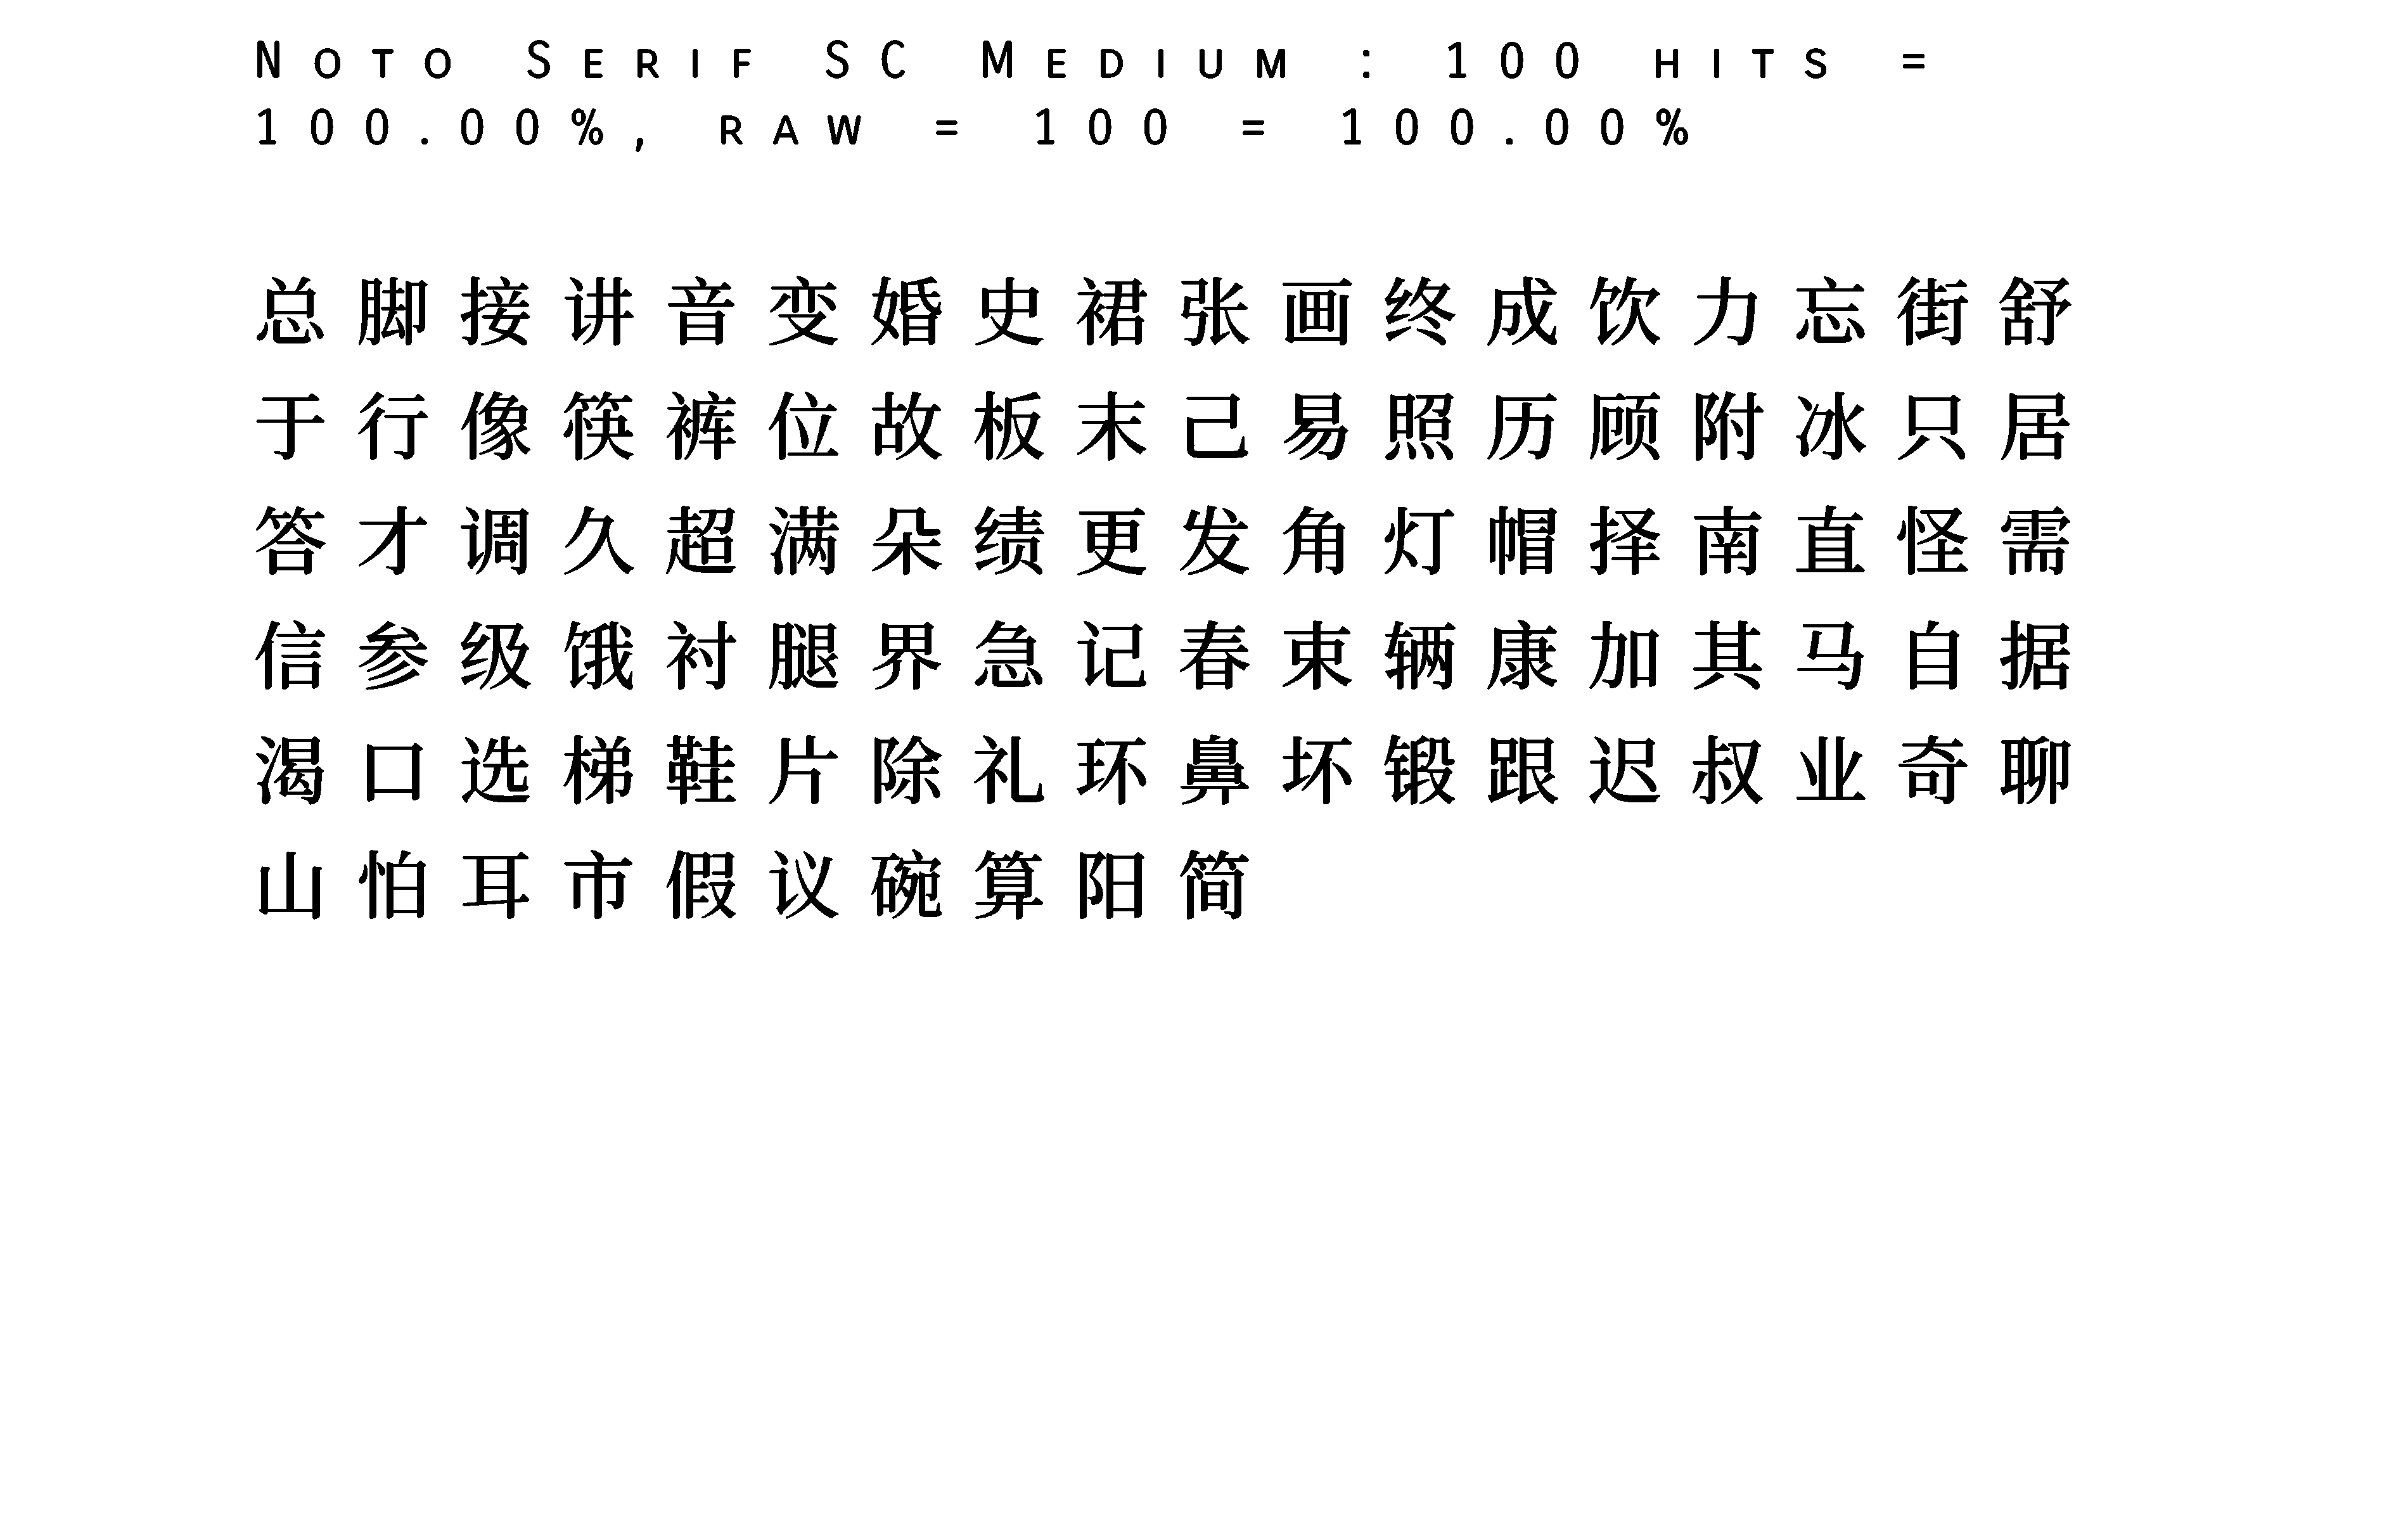 Noto Serif SC Medium : 100 hits =
100.00%, raw = 100 = 100.00%
总脚接讲音变婚史裙张画终成饮力忘街舒
于行像筷裤位故板末己易照历顾附冰只居
答才调久超满朵绩更发角灯帽择南直怪需
信参级饿衬腿界急记春束辆康加其马自据
渴口选梯鞋片除礼环鼻坏锻跟迟叔业奇聊
山怕耳市假议碗算阳简